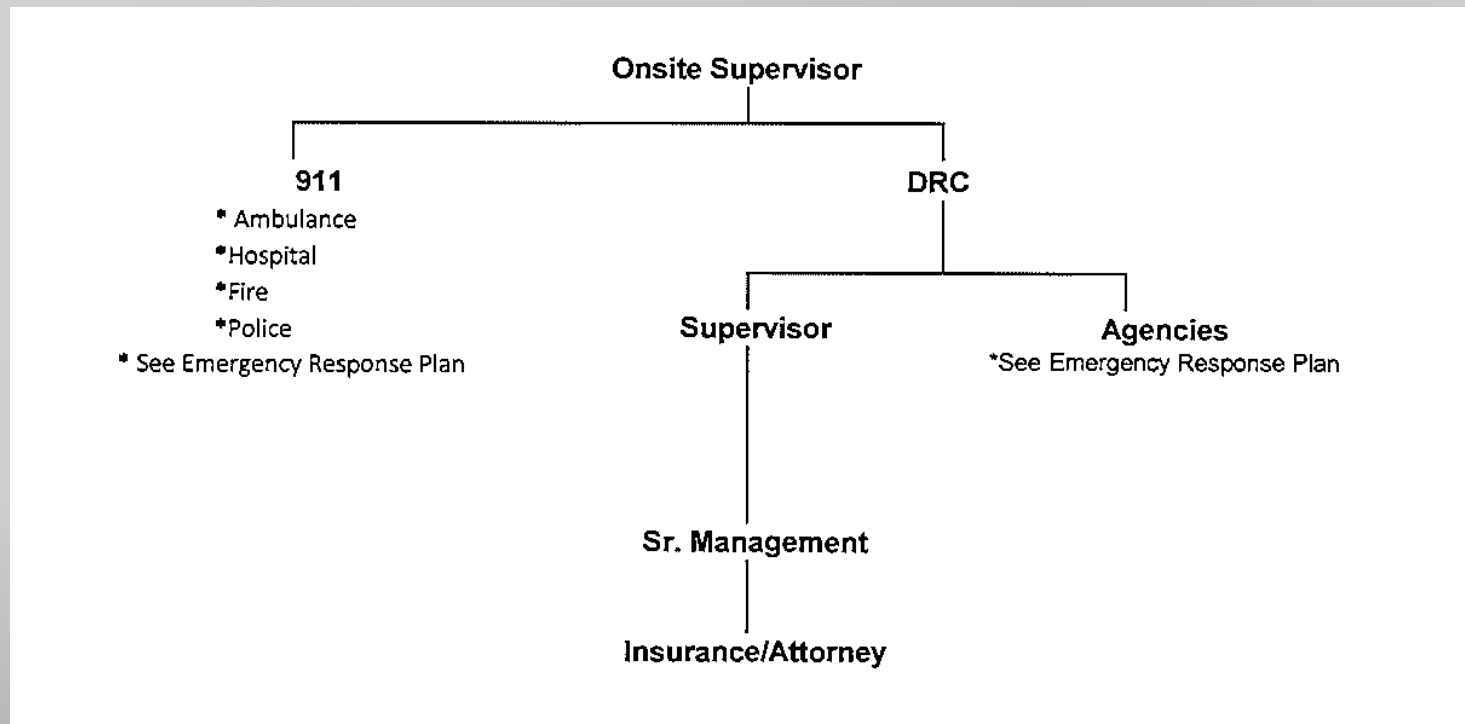 Onsite Supervisor
911
DRC
* Ambulance
*Hospital
*Fire
*Police
* See Emergency Response Plan
Supervisor
Agencies
*See Emergency Response Plan
Sr. Management
Insurance/Attorney